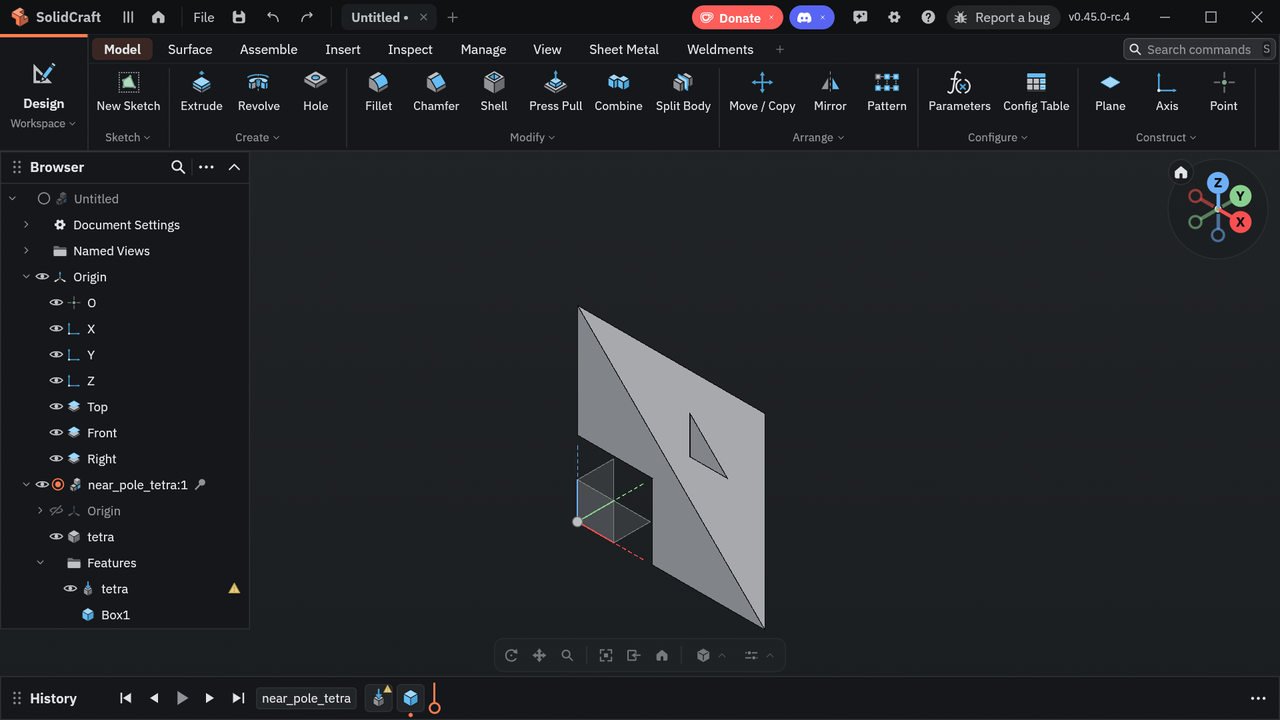 SolidCraft
File
Untitled •
Donate
Report a bug
v0.45.0-rc.4
Model
Surface
Assemble
Insert
Inspect
Manage
View
Sheet Metal
Weldments
Search commands
S
Design
Workspace
New Sketch
Extrude
Revolve
Hole
Fillet
Chamfer
Shell
Press Pull
Combine
Split Body
Move / Copy
Mirror
Pattern
Parameters
Config Table
Plane
Axis
Point
Sketch
Create
Modify
Arrange
Configure
Construct
Browser
Untitled
Document Settings
Named Views
Origin
O
X
Y
Z
Top
Front
Right
near_pole_tetra:1
Origin
tetra
Features
tetra
Box1
Z
Y
X
History
near_pole_tetra